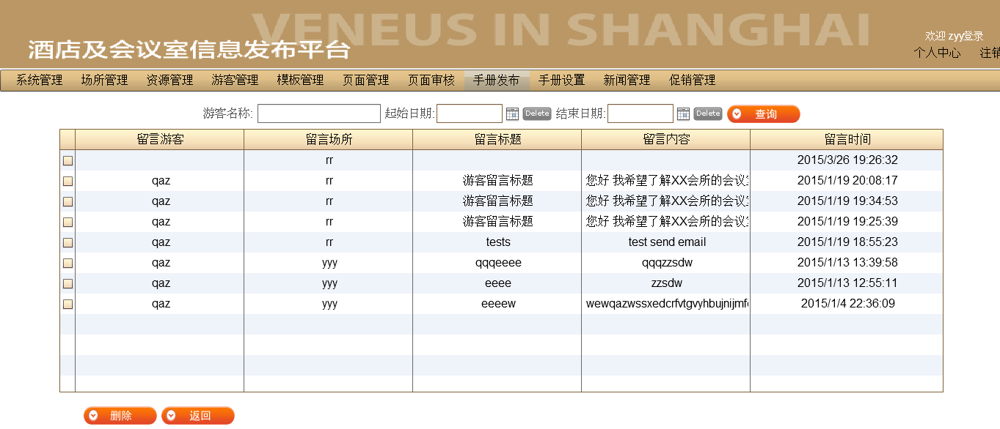 VENEUS IN SHANGHAI
酒店及会议室信息发布平台
欢迎 zyy登录
个人中心 注销
系统管理 场所管理 资源管理 游客管理 模板管理 页面管理 页面审核 手册发布 手册设置 新闻管理 促销管理
游客名称: 起始日期: Delete 结束日期: Delete 查询
留言游客 留言场所 留言标题 留言内容 留言时间
rr 2015/3/26 19:26:32
qaz rr 游客留言标题 您好 我希望了解XX会所的会议室 2015/1/19 20:08:17
qaz rr 游客留言标题 您好 我希望了解XX会所的会议室 2015/1/19 19:34:53
qaz rr 游客留言标题 您好 我希望了解XX会所的会议室 2015/1/19 19:25:39
qaz rr tests test send email 2015/1/19 18:55:23
qaz yyy qqqeeee qqqzzsdw 2015/1/13 13:39:58
qaz yyy eeee zzsdw 2015/1/13 12:55:11
qaz yyy eeeew wewqazwssxedcrfvtgvyhbujnijmf 2015/1/4 22:36:09
删除 返回